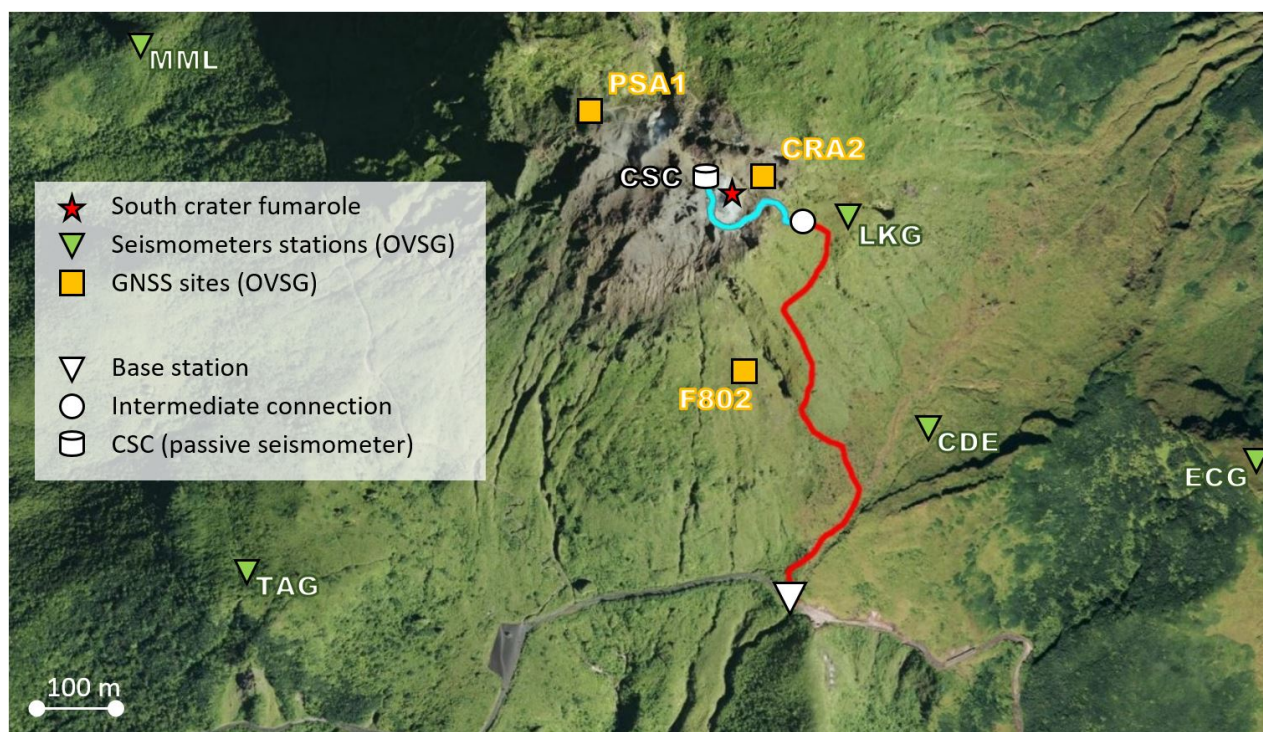 MML
PSA1
CRA2
CSC
South crater fumarole
Seismometers stations (OVSG)
GNSS sites (OVSG)
Base station
Intermediate connection
CSC (passive seismometer)
LKG
F802
CDE
ECG
TAG
100 m